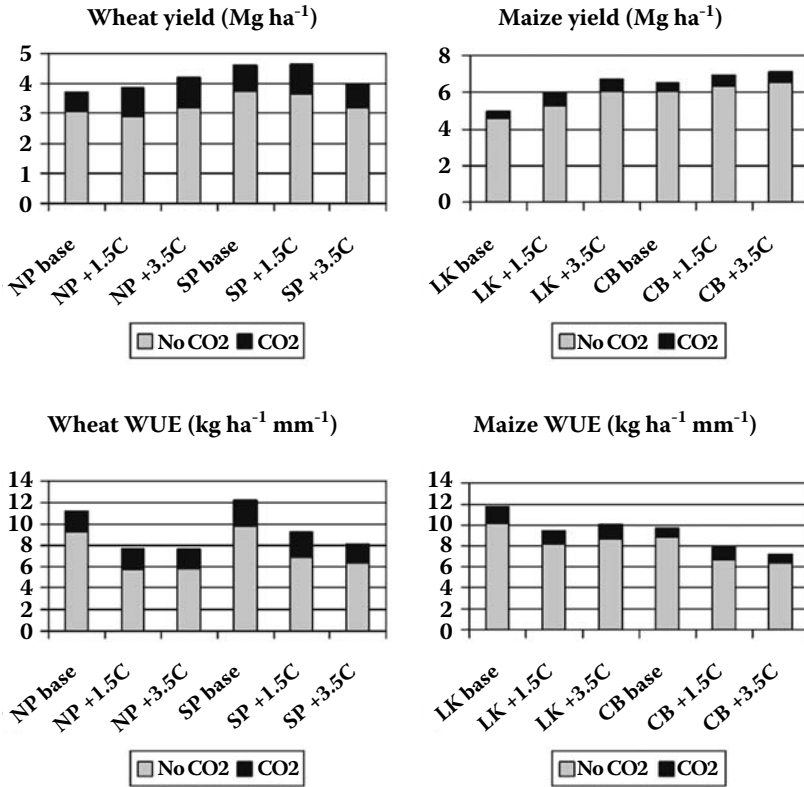 Wheat yield (Mg ha⁻¹)
5
4
3
2
1
0
NP base
NP +1.5C
NP +3.5C
SP base
SP +1.5C
SP +3.5C
No CO2 CO2
Maize yield (Mg ha⁻¹)
8
6
4
2
0
LK base
LK +1.5C
LK +3.5C
CB base
CB +1.5C
CB +3.5C
No CO2 CO2
Wheat WUE (kg ha⁻¹ mm⁻¹)
14
12
10
8
6
4
2
0
NP base
NP +1.5C
NP +3.5C
SP base
SP +1.5C
SP +3.5C
No CO2 CO2
Maize WUE (kg ha⁻¹ mm⁻¹)
14
12
10
8
6
4
2
0
LK base
LK +1.5C
LK +3.5C
CB base
CB +1.5C
CB +3.5C
No CO2 CO2